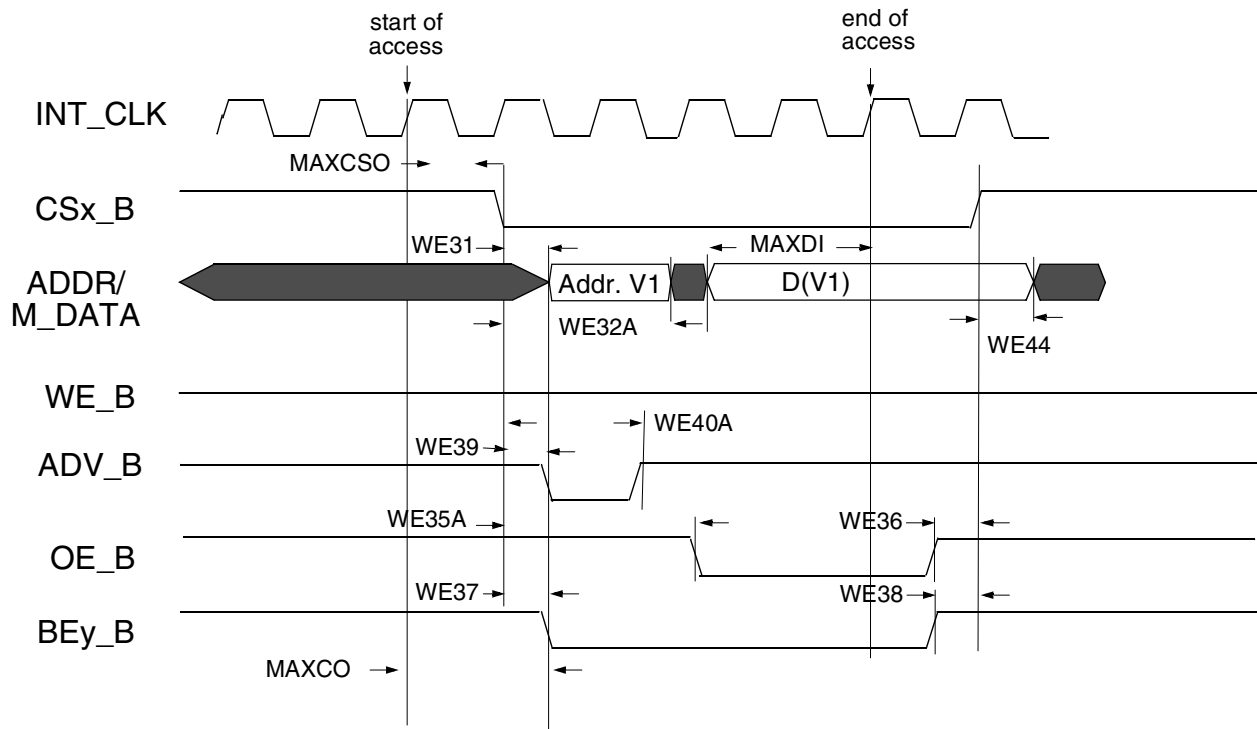 start of
access
end of
access
INT_CLK
MAXCSO
CSx_B
WE31
MAXDI
ADDR/
M_DATA
Addr. V1
D(V1)
WE32A
WE44
WE_B
WE40A
WE39
ADV_B
WE35A
WE36
OE_B
WE37
WE38
BEy_B
MAXCO